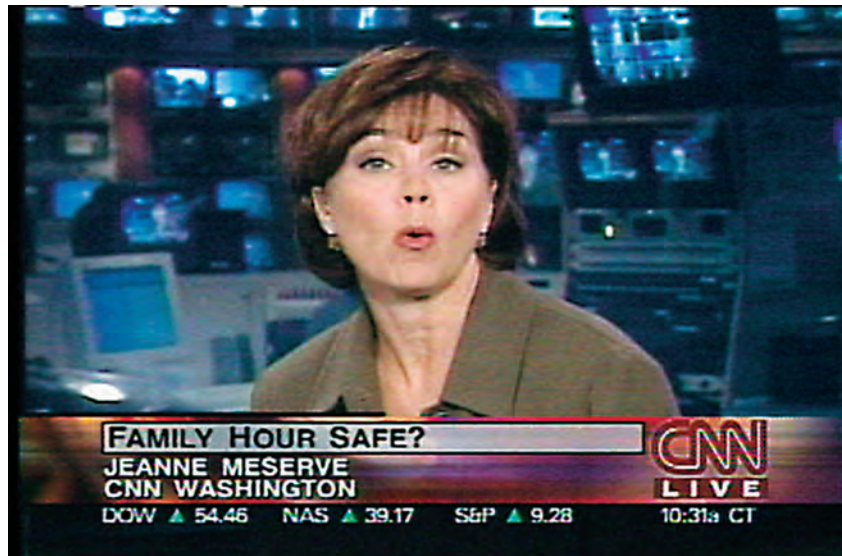 FAMILY HOUR SAFE?
JEANNE MESERVE
CNN WASHINGTON
CNN
LIVE
DOW ▲ 54.46 NAS ▲ 39.17 S&P ▲ 9.28 10:31a CT